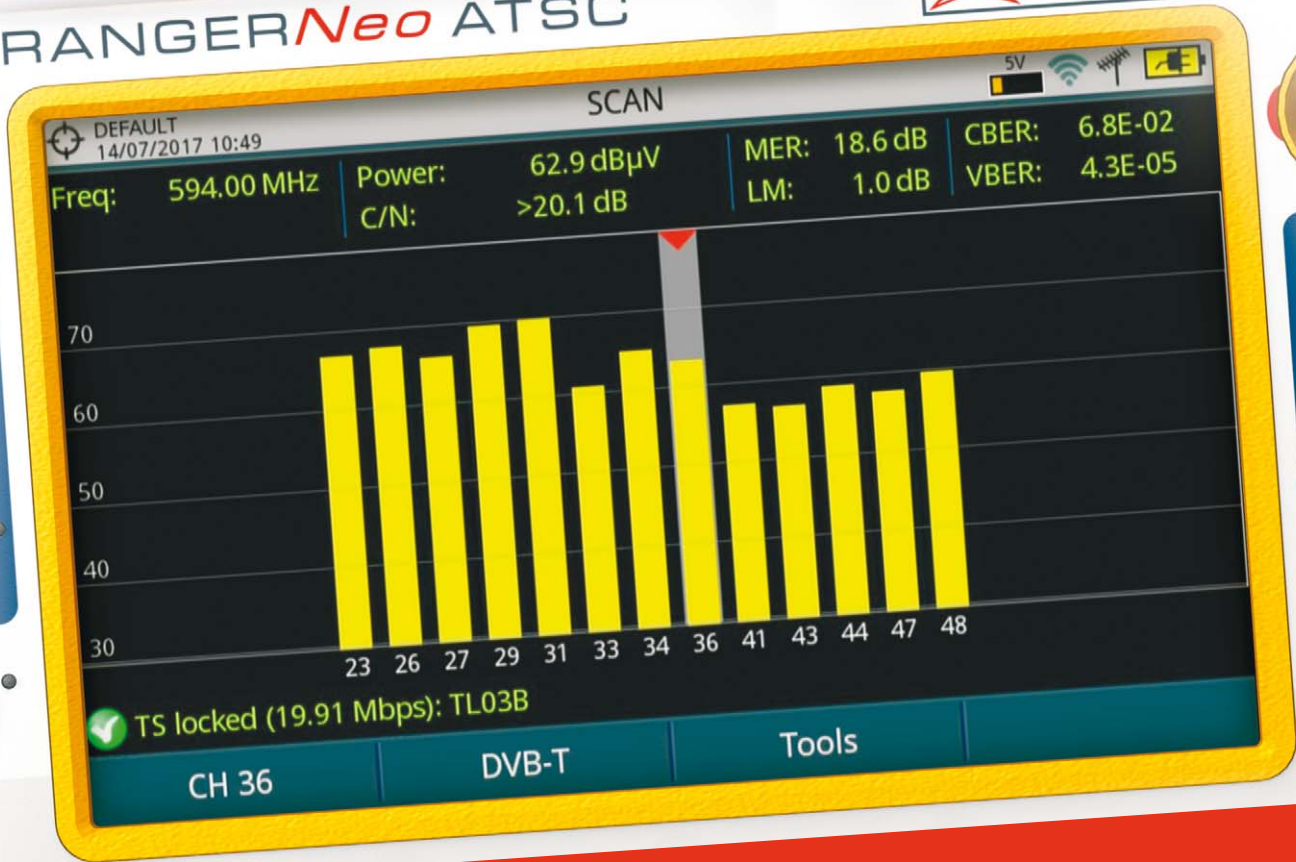 RANGERNeo ATSC
DEFAULT
14/07/2017 10:49
SCAN
5V
Freq: 594.00 MHz
Power: 62.9 dBµV
C/N: >20.1 dB
MER: 18.6 dB
LM: 1.0 dB
CBER: 6.8E-02
VBER: 4.3E-05
70
60
50
40
30
23 26 27 29 31 33 34 36 41 43 44 47 48
TS locked (19.91 Mbps): TL03B
CH 36 DVB-T Tools